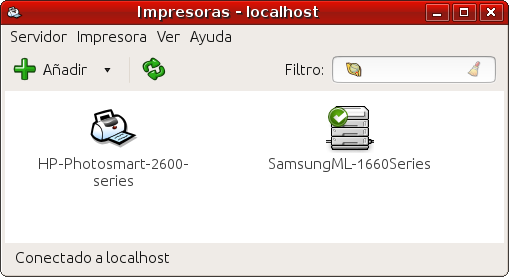 Impresoras - localhost
Servidor Impresora Ver Ayuda
Añadir Filtro:
HP-Photosmart-2600-
series
SamsungML-1660Series
Conectado a localhost